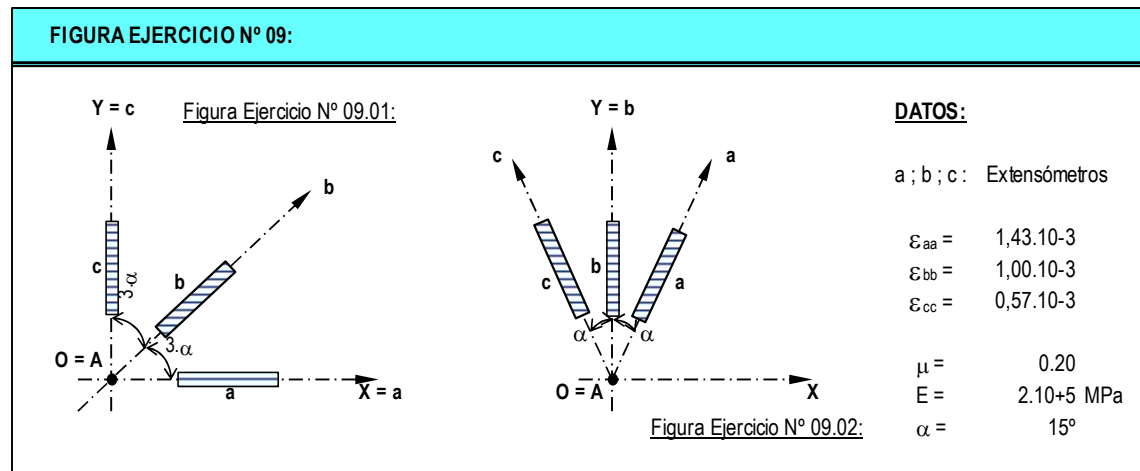 FIGURA EJERCICIO Nº 09:
Y = c
Figura Ejercicio Nº 09.01:
b
c
b
3.α
3.α
O = A
a
X = a
Y = b
c
a
b
c
a
α
α
O = A
X
Figura Ejercicio Nº 09.02:
DATOS:
a ; b ; c : Extensómetros
εaa = 1,43.10-3
εbb = 1,00.10-3
εcc = 0,57.10-3
μ = 0.20
E = 2.10+5 MPa
α = 15º